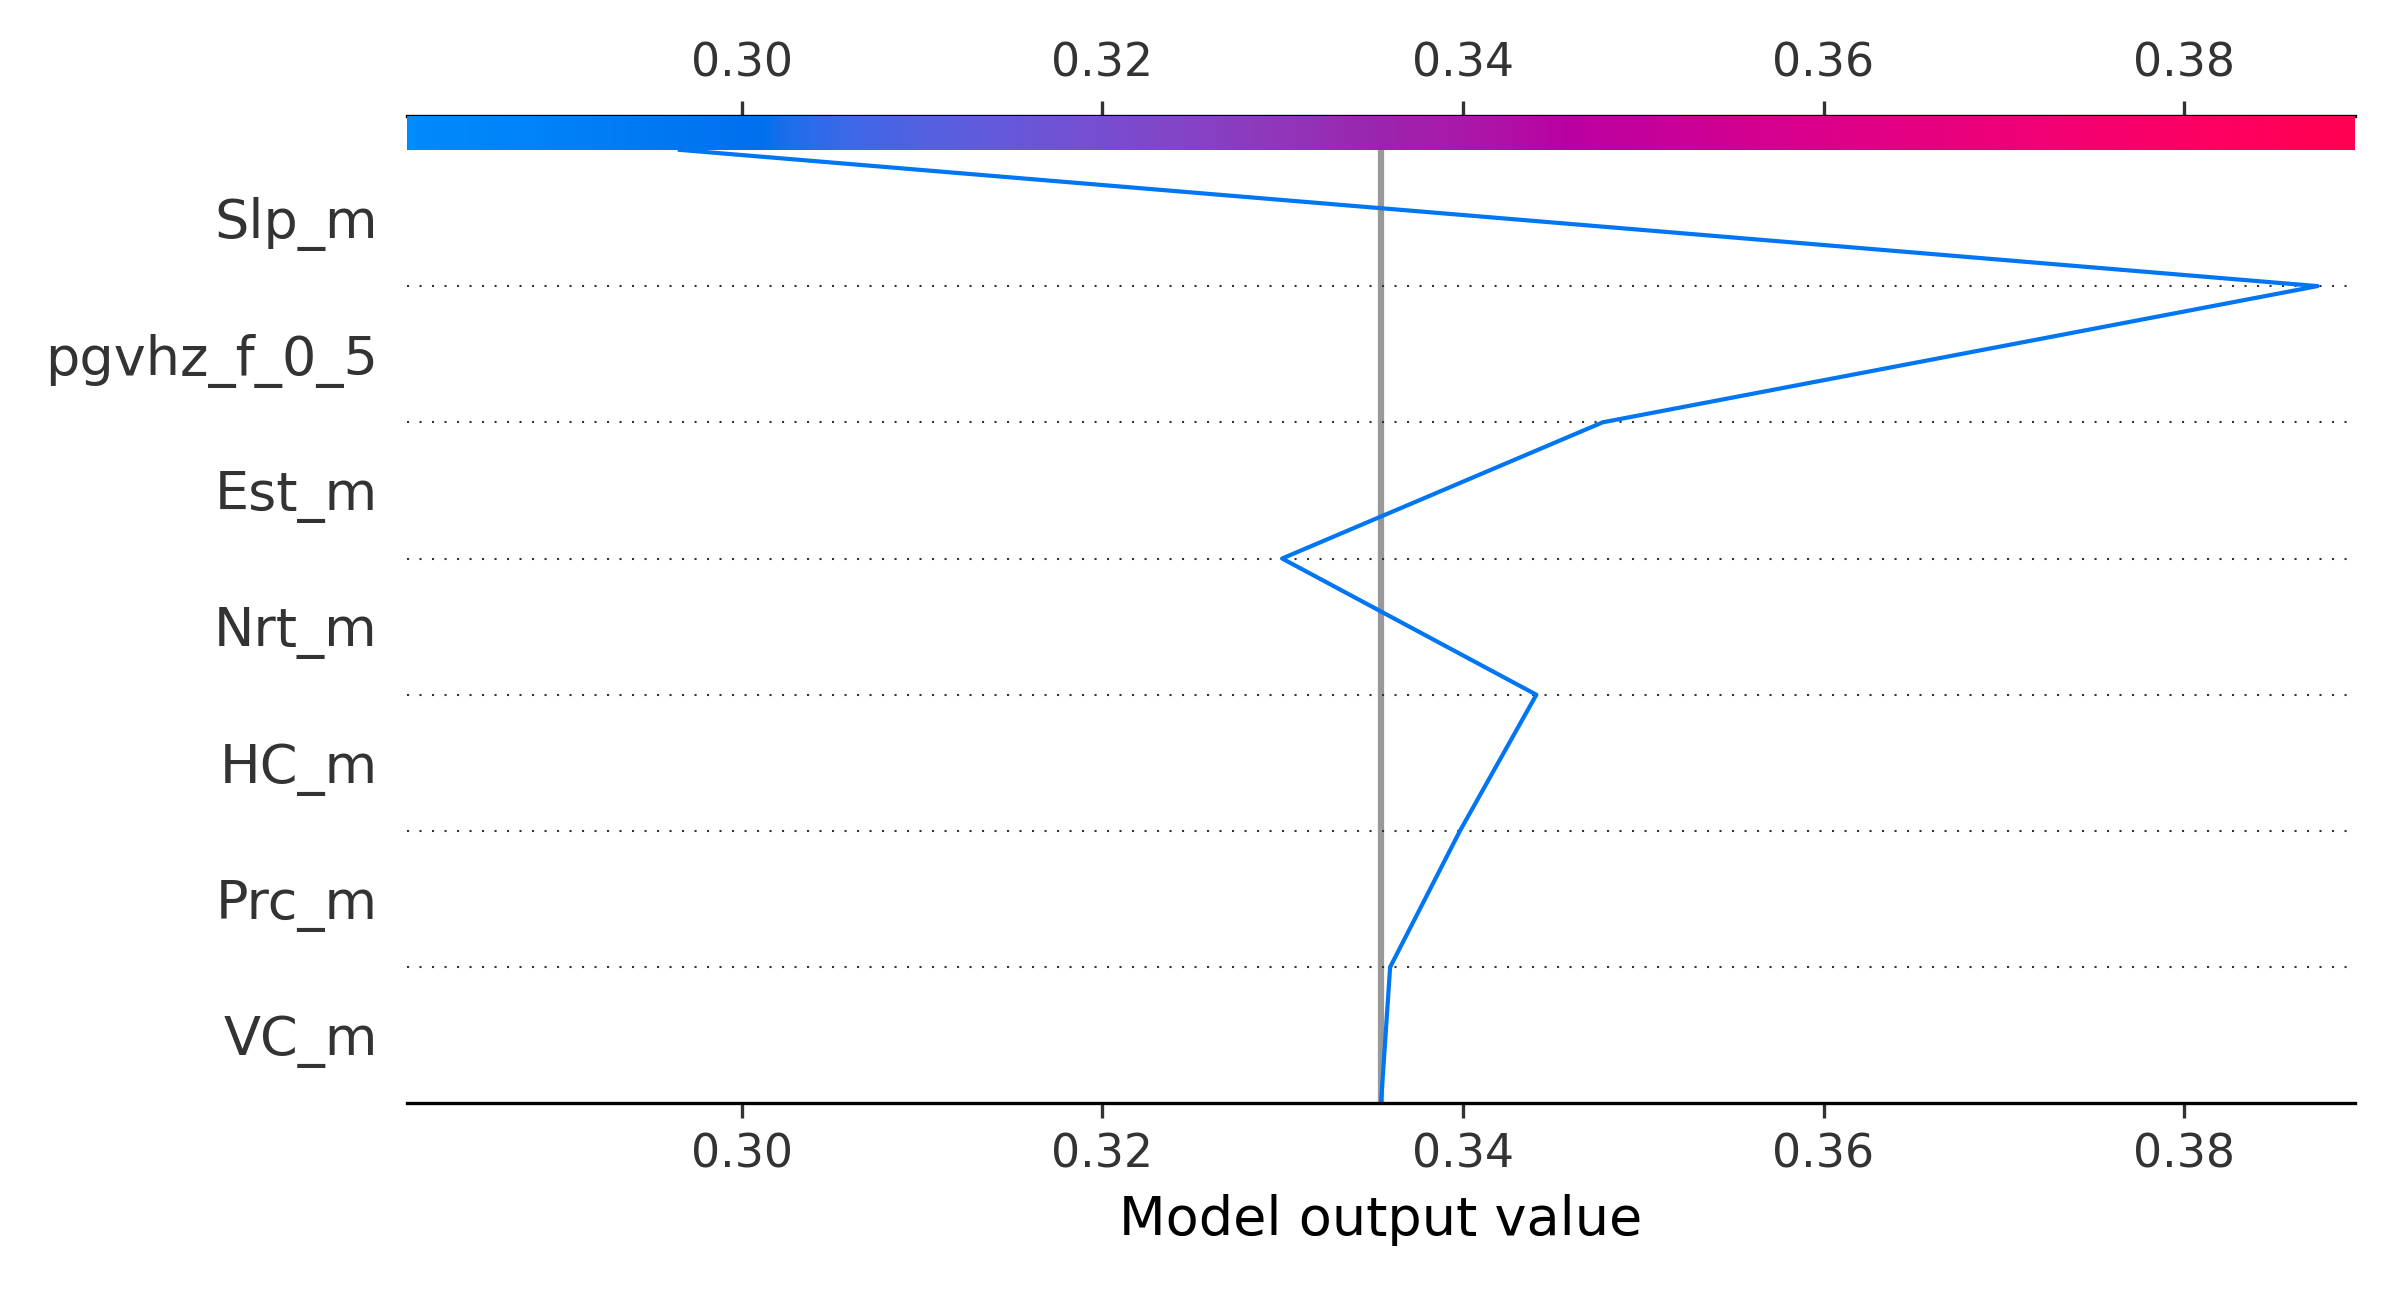 0.30 0.32 0.34 0.36 0.38
Slp_m
pgvhz_f_0_5
Est_m
Nrt_m
HC_m
Prc_m
VC_m
0.30 0.32 0.34 0.36 0.38
Model output value